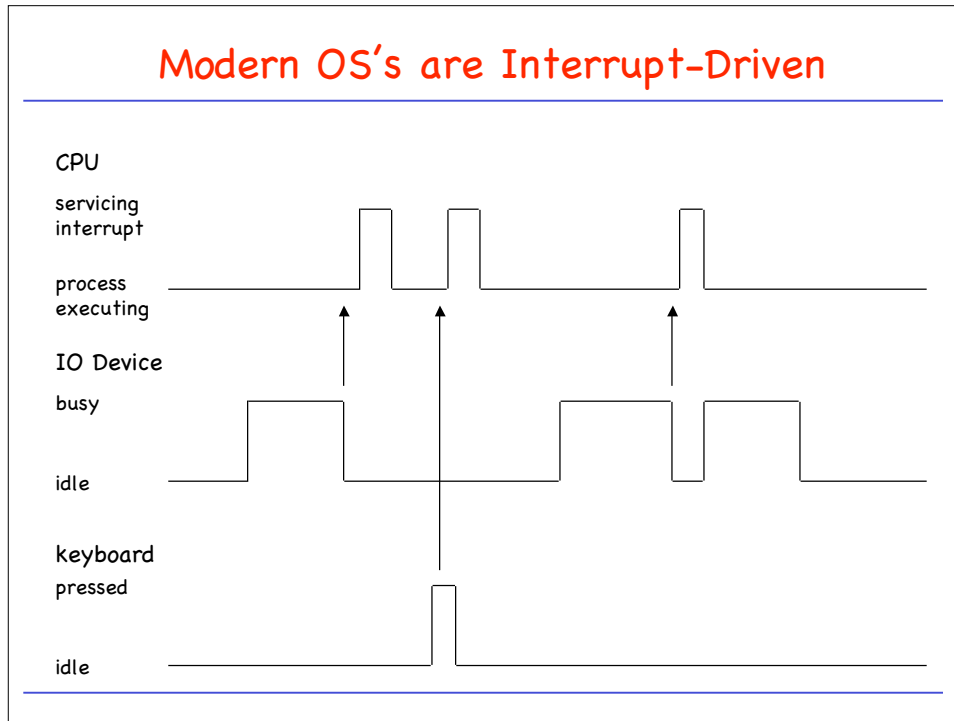 Modern OS's are Interrupt-Driven
CPU
servicing
interrupt
process
executing
IO Device
busy
idle
keyboard
pressed
idle